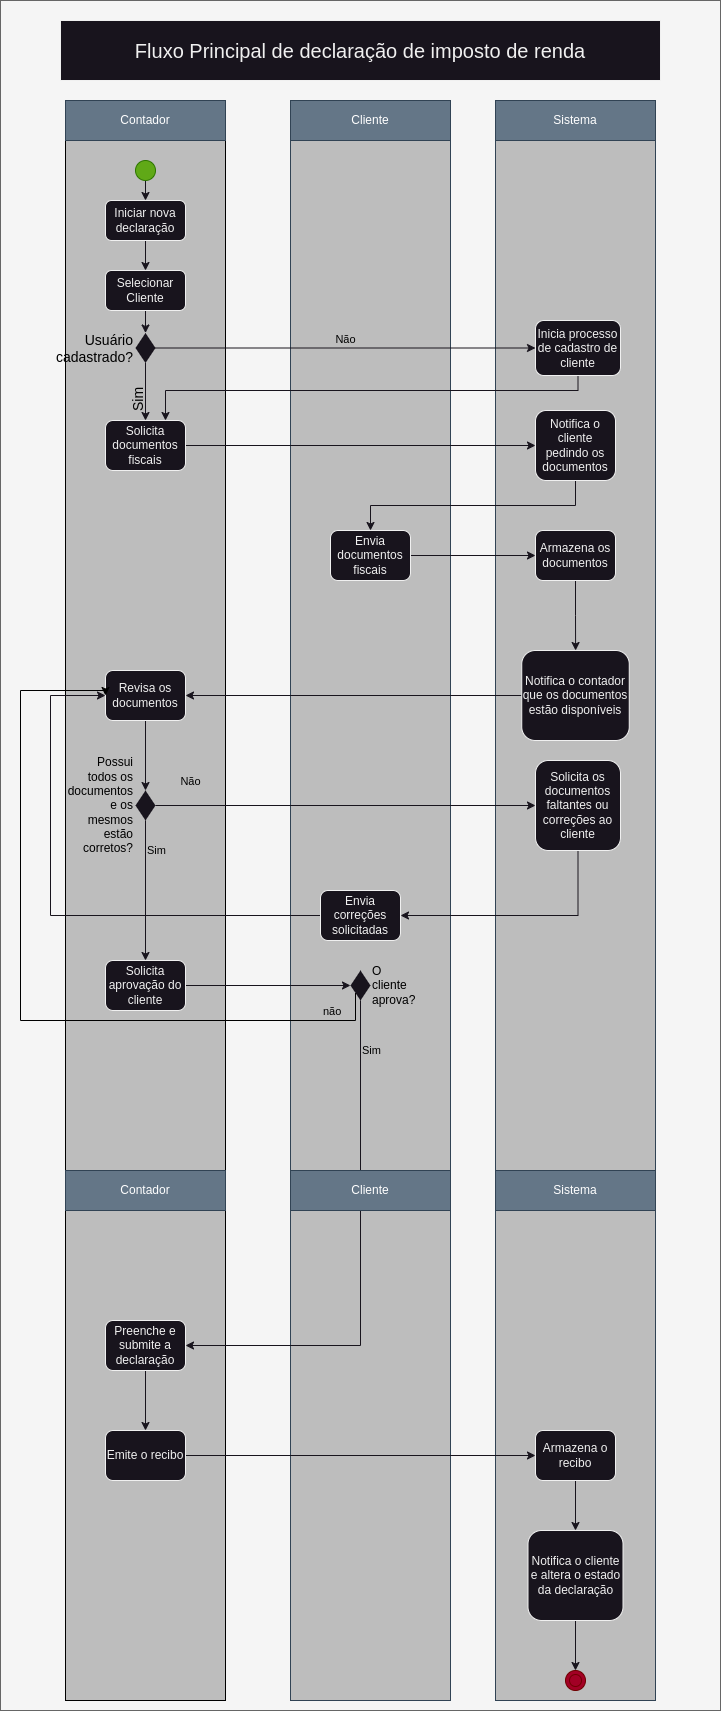 Fluxo Principal de declaração de imposto de renda
Contador
Cliente
Sistema
Iniciar nova
declaração
Selecionar
Cliente
Usuário
cadastrado?
Não
Inicia processo
de cadastro de
cliente
Sim
Solicita
documentos
fiscais
Notifica o
cliente
pedindo os
documentos
Envia
documentos
fiscais
Armazena os
documentos
Revisa os
documentos
Notifica o contador
que os documentos
estão disponíveis
Possui
todos os
documentos
e os
mesmos
estão
corretos?
Não
Sim
Solicita os
documentos
faltantes ou
correções ao
cliente
Envia
correções
solicitadas
Solicita
aprovação do
cliente
O
cliente
aprova?
não
Sim
Contador
Cliente
Sistema
Preenche e
submite a
declaração
Emite o recibo
Armazena o
recibo
Notifica o cliente
e altera o estado
da declaração